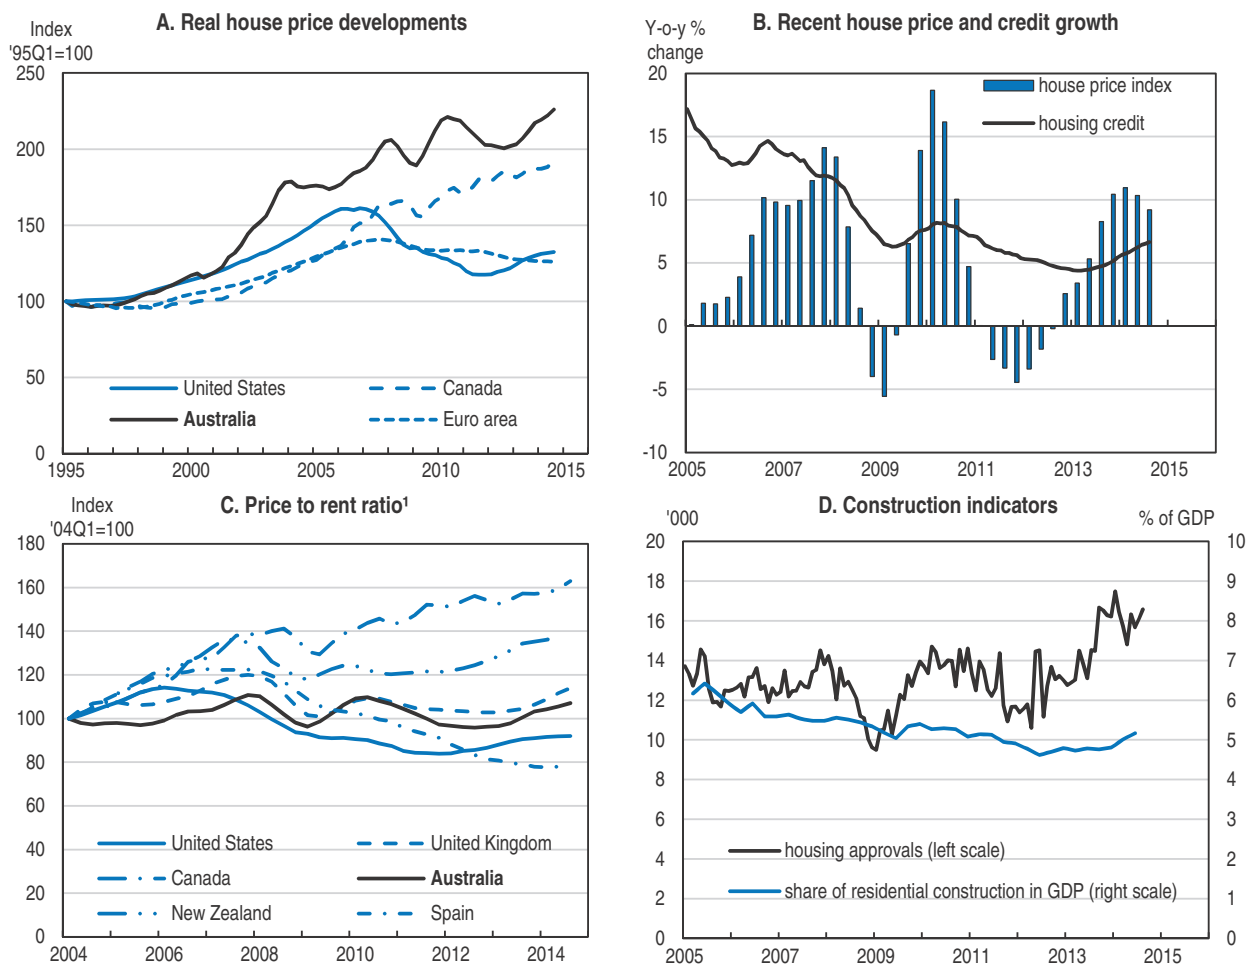 A. Real house price developments
Index
'95Q1=100
250
200
150
100
50
0
United States
Canada
Australia
Euro area
1995
2000
2005
2010
2015
B. Recent house price and credit growth
Y-o-y %
change
20
15
10
5
0
-5
-10
house price index
housing credit
2005
2007
2009
2011
2013
2015
C. Price to rent ratio¹
Index
'04Q1=100
180
160
140
120
100
80
60
40
20
0
United States
United Kingdom
Canada
Australia
New Zealand
Spain
2004
2006
2008
2010
2012
2014
D. Construction indicators
'000
% of GDP
20
18
16
14
12
10
8
6
4
2
0
10
9
8
7
6
5
4
3
2
1
0
housing approvals (left scale)
share of residential construction in GDP (right scale)
2005
2007
2009
2011
2013
2015